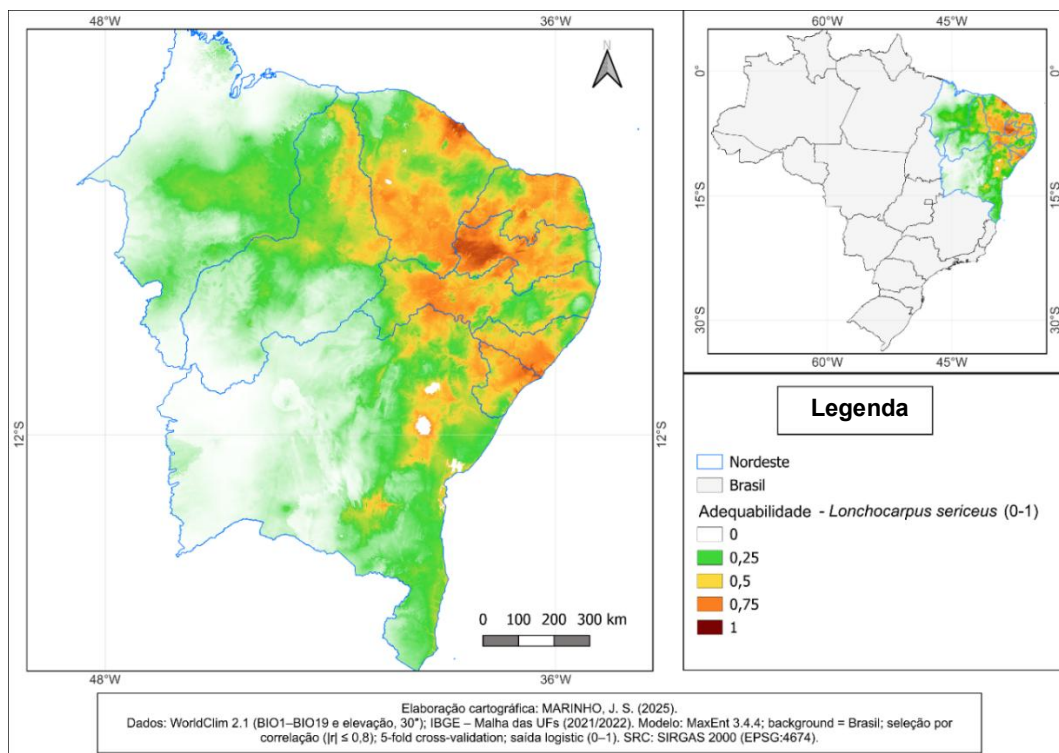 48°W
36°W
N
12°S
12°S
0
100
200
300 km
48°W
36°W
60°W
45°W
0°
0°
15°S
15°S
30°S
30°S
60°W
45°W
Legenda
Nordeste
Brasil
Adequabilidade - Lonchocarpus sericeus (0-1)
0
0,25
0,5
0,75
1
Elaboração cartográfica: MARINHO, J. S. (2025).
Dados: WorldClim 2.1 (BIO1–BIO19 e elevação, 30"); IBGE – Malha das UFs (2021/2022). Modelo: MaxEnt 3.4.4; background = Brasil; seleção por
correlação (|r| ≤ 0,8); 5-fold cross-validation; saída logistic (0–1). SRC: SIRGAS 2000 (EPSG:4674).